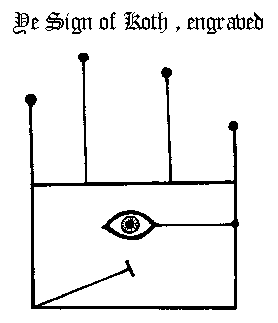 Ye Sign of Koth, engraved